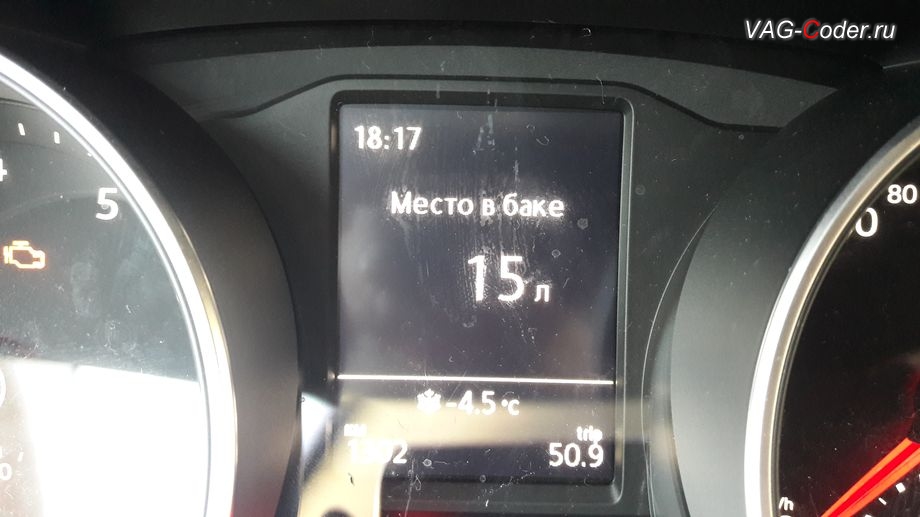 VAG-Coder.ru
18:17
Место в баке
15 л
-4.5 °C
trip
50.9
5
80